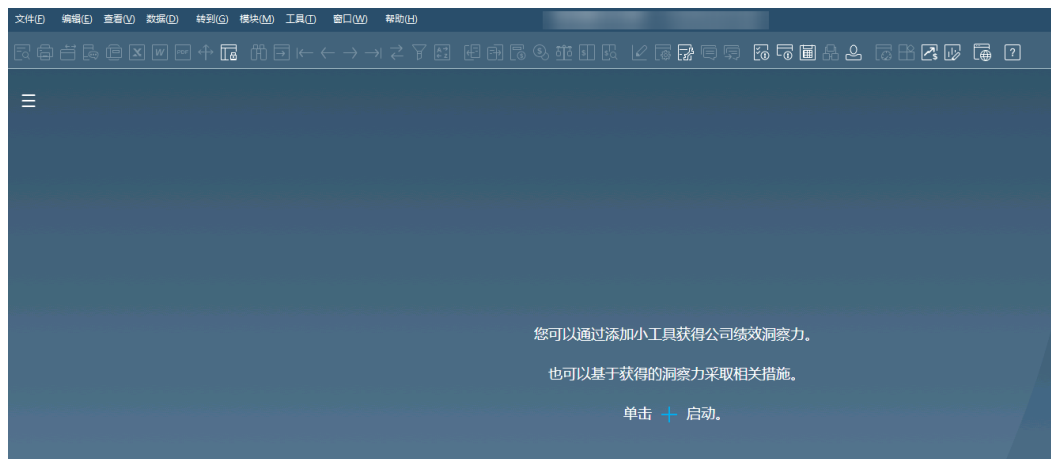 文件(F) 编辑(E) 查看(V) 数据(D) 转到(G) 模块(M) 工具(T) 窗口(W) 帮助(H)
您可以通过添加小工具获得公司绩效洞察力。
也可以基于获得的洞察力采取相关措施。
单击 + 启动。